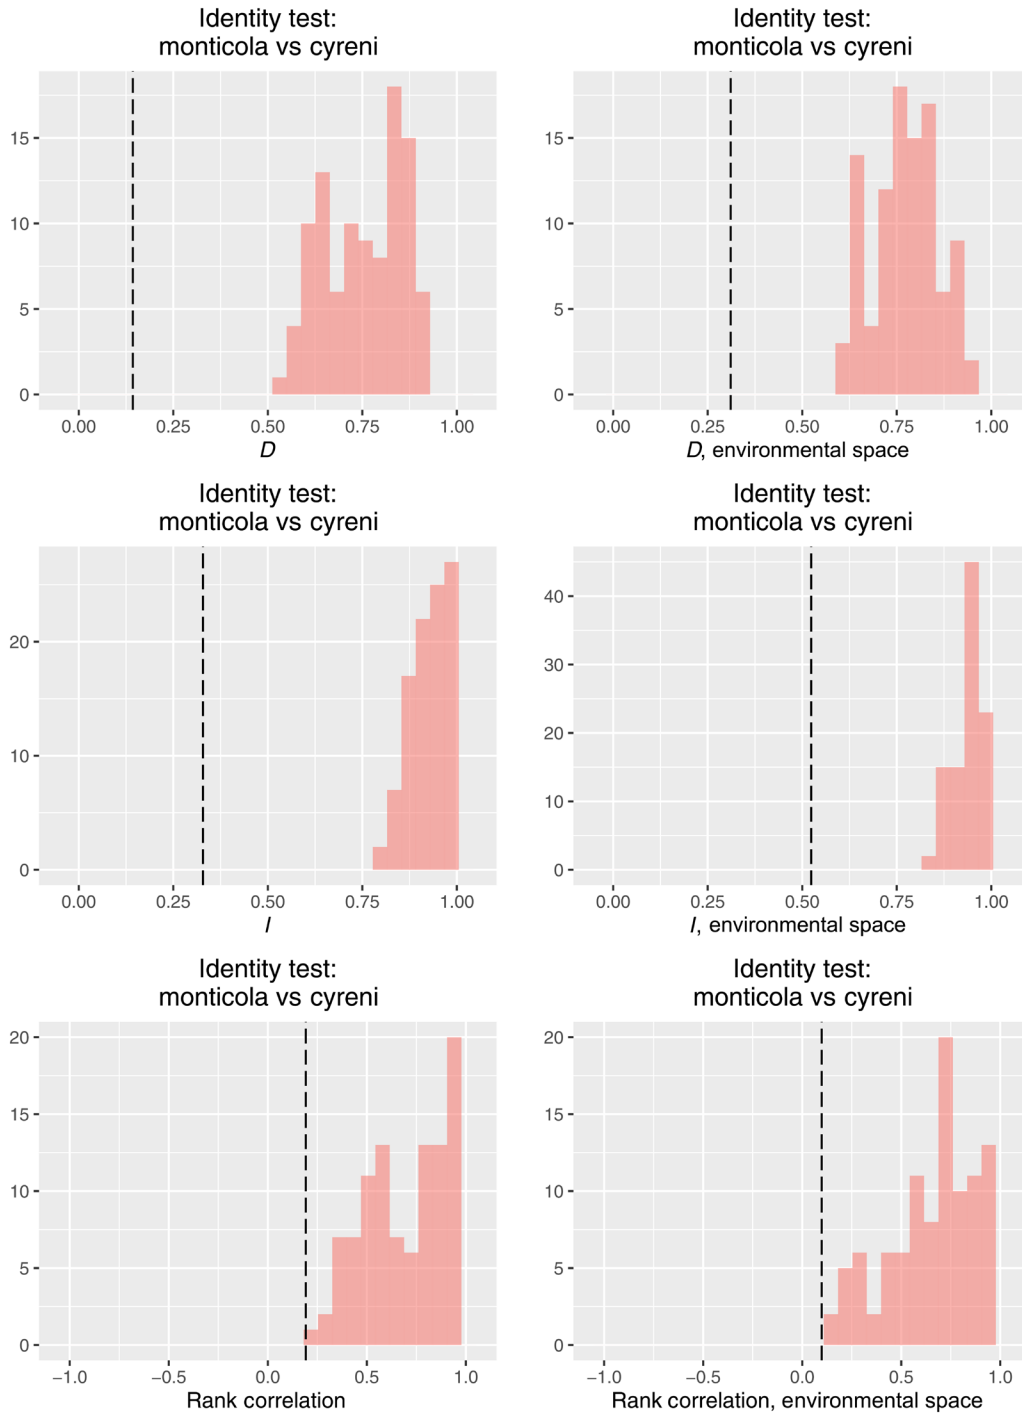 Identity test:
monticola vs cyreni
15
10
5
0
0.00 0.25 0.50 0.75 1.00
D
Identity test:
monticola vs cyreni
15
10
5
0
0.00 0.25 0.50 0.75 1.00
D, environmental space
Identity test:
monticola vs cyreni
20
10
0
0.00 0.25 0.50 0.75 1.00
I
Identity test:
monticola vs cyreni
40
30
20
10
0
0.00 0.25 0.50 0.75 1.00
I, environmental space
Identity test:
monticola vs cyreni
20
15
10
5
0
−1.0 −0.5 0.0 0.5 1.0
Rank correlation
Identity test:
monticola vs cyreni
20
15
10
5
0
−1.0 −0.5 0.0 0.5 1.0
Rank correlation, environmental space